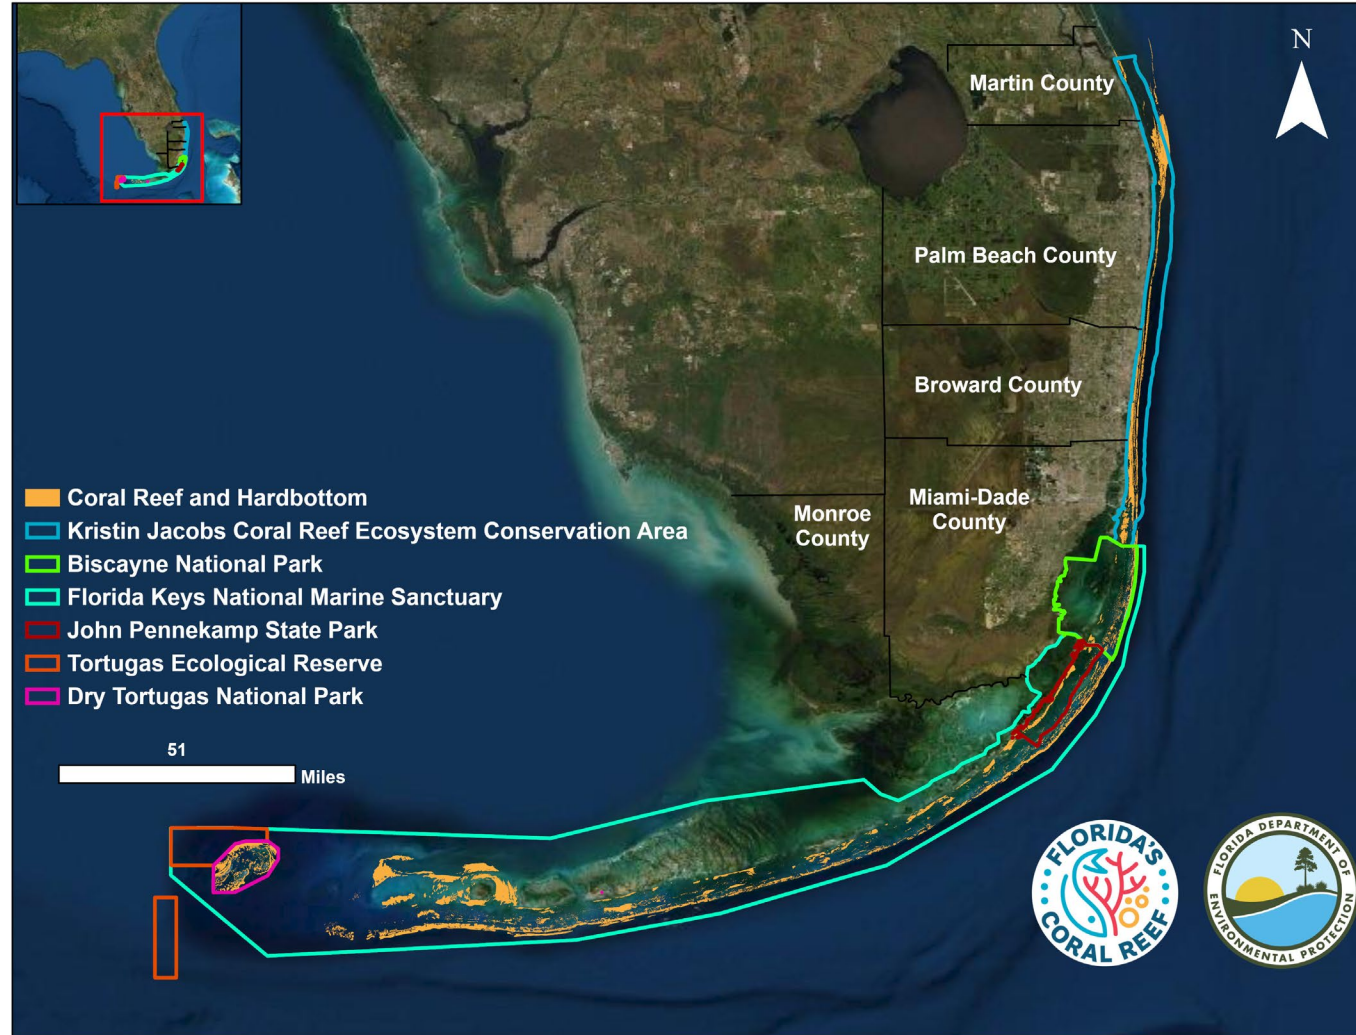 N
Martin County
Palm Beach County
Broward County
Miami-Dade
County
Monroe
County
Coral Reef and Hardbottom
Kristin Jacobs Coral Reef Ecosystem Conservation Area
Biscayne National Park
Florida Keys National Marine Sanctuary
John Pennekamp State Park
Tortugas Ecological Reserve
Dry Tortugas National Park
51
Miles
FLORIDA'S
CORAL REEF
FLORIDA DEPARTMENT OF
ENVIRONMENTAL PROTECTION